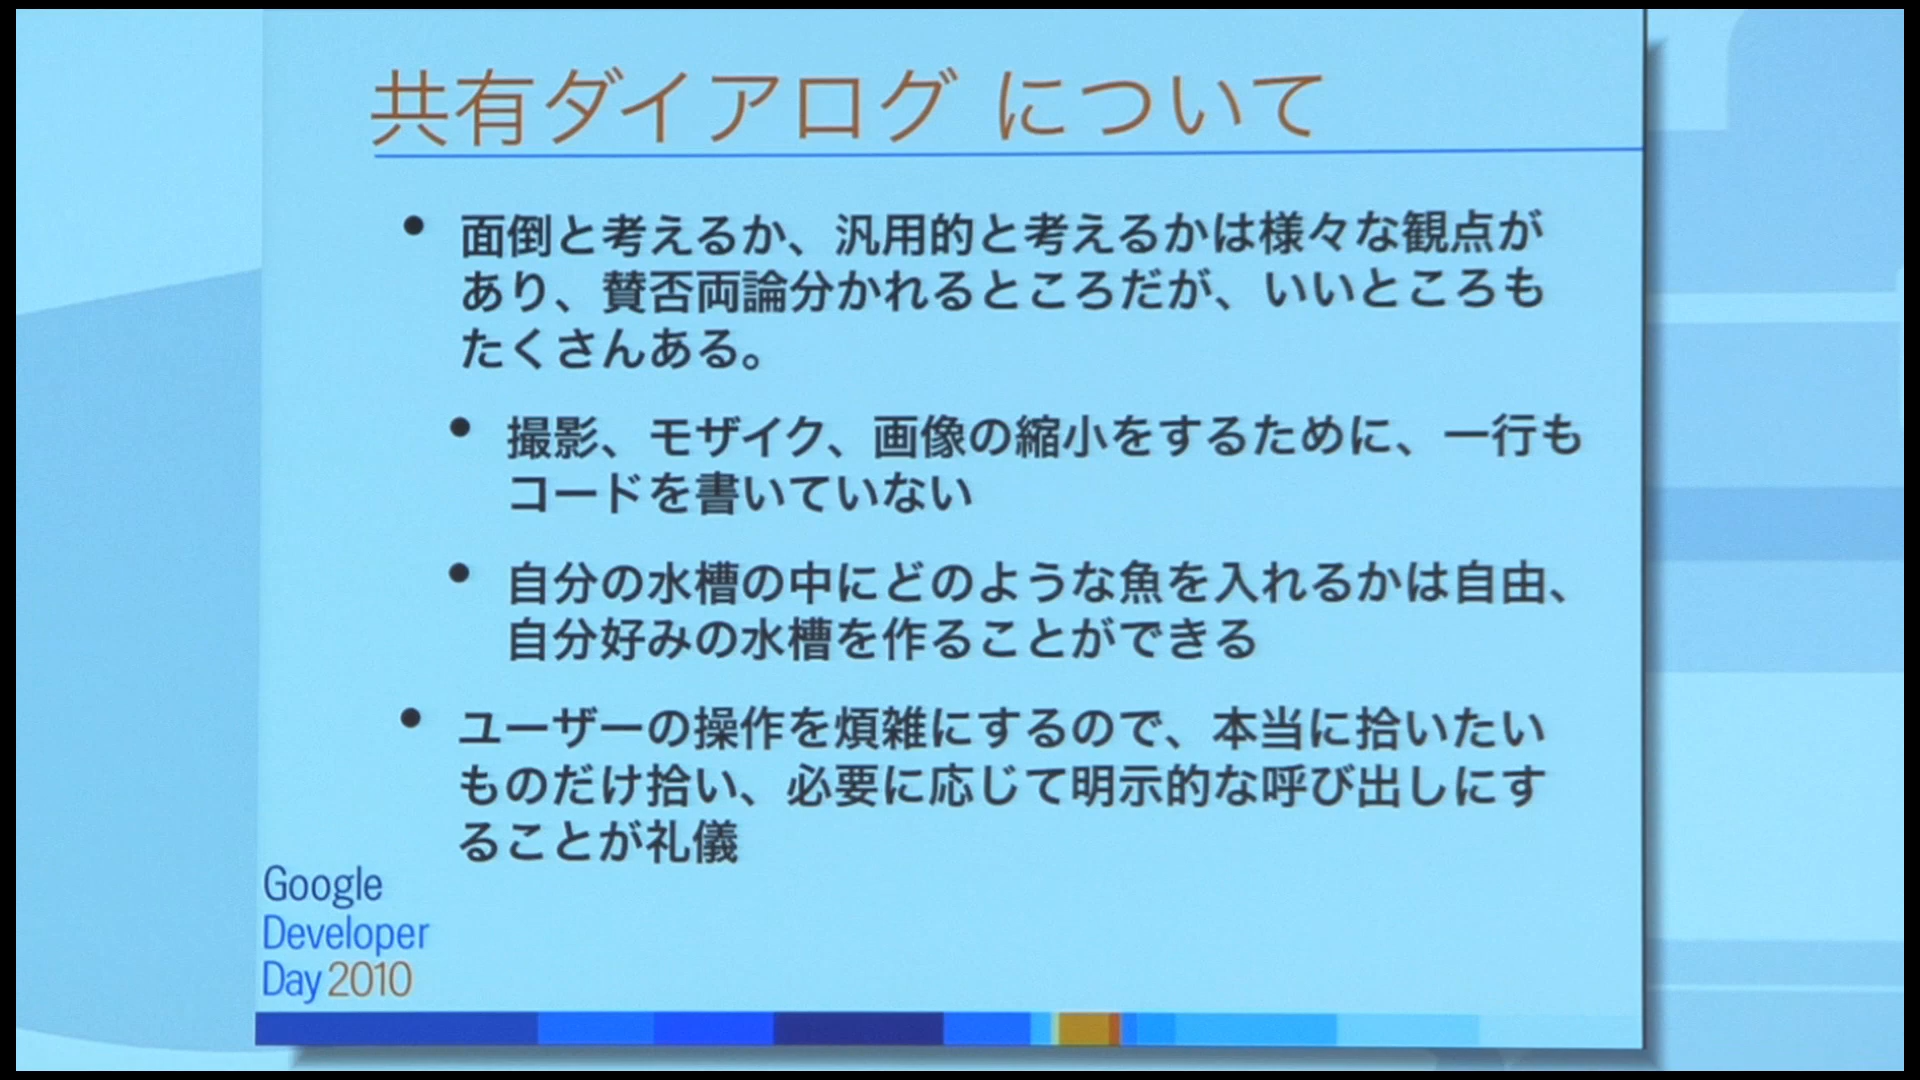 共有ダイアログ について
• 面倒と考えるか、汎用的と考えるかは様々な観点が
あり、賛否両論分かれるところだが、いいところも
たくさんある。
• 撮影、モザイク、画像の縮小をするために、一行も
コードを書いていない
• 自分の水槽の中にどのような魚を入れるかは自由、
自分好みの水槽を作ることができる
• ユーザーの操作を煩雑にするので、本当に拾いたい
ものだけ拾い、必要に応じて明示的な呼び出しにす
ることが礼儀
Google
Developer
Day 2010